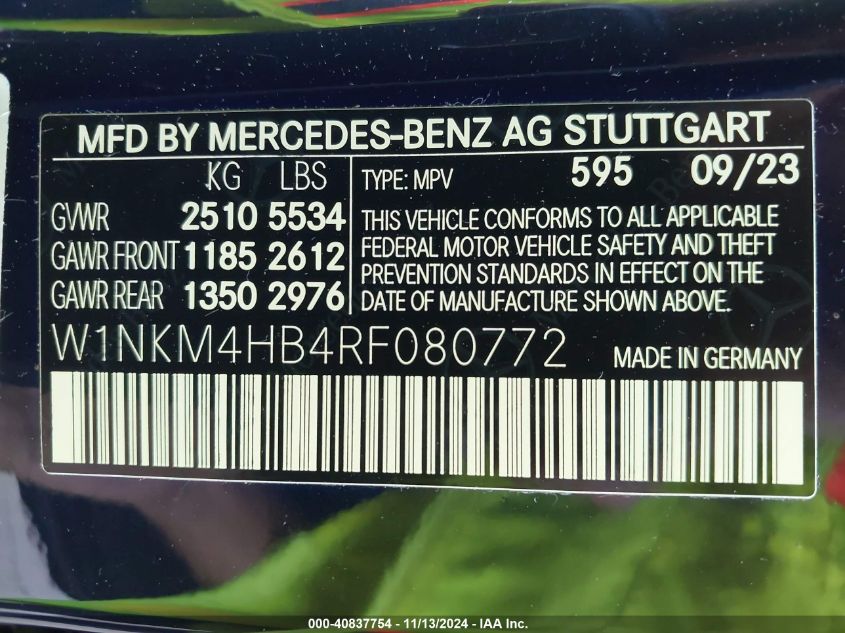 MFD BY MERCEDES-BENZ AG STUTTGART
KG LBS
GVWR 2510 5534
GAWR FRONT 1185 2612
GAWR REAR 1350 2976
TYPE: MPV 595 09/23
THIS VEHICLE CONFORMS TO ALL APPLICABLE
FEDERAL MOTOR VEHICLE SAFETY AND THEFT
PREVENTION STANDARDS IN EFFECT ON THE
DATE OF MANUFACTURE SHOWN ABOVE.
W1NKM4HB4RF080772 MADE IN GERMANY
000-40837754 - 11/13/2024 - IAA Inc.